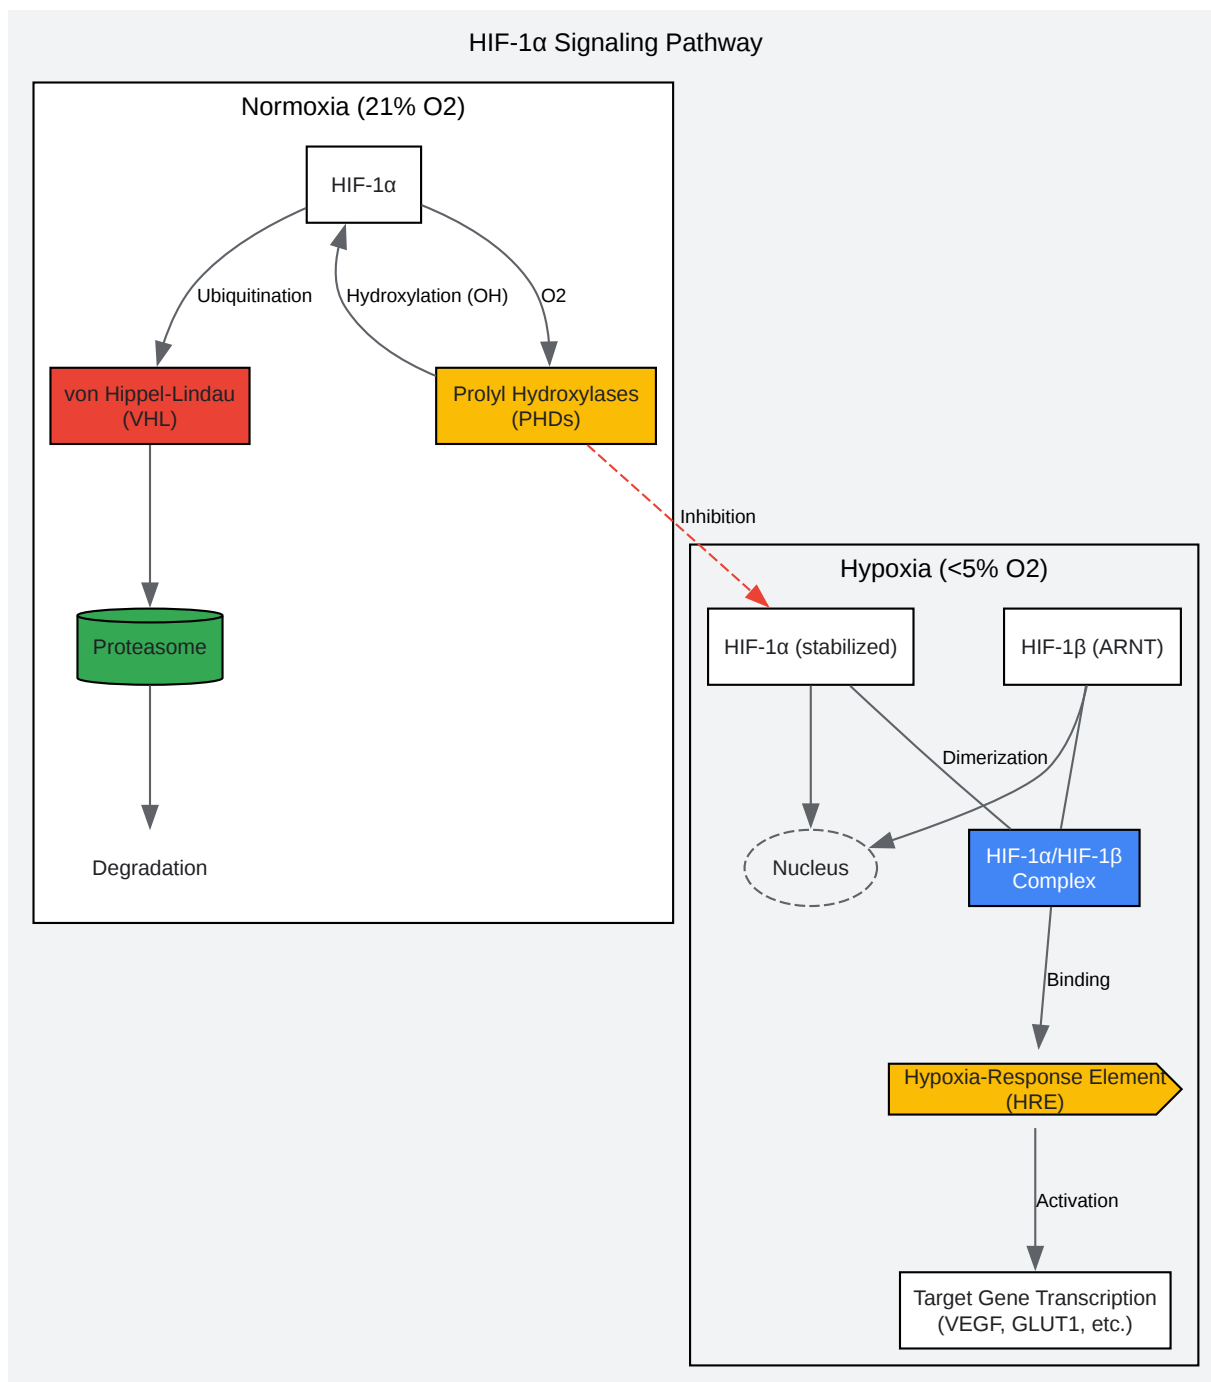 HIF-1α Signaling Pathway
Normoxia (21% O2)
HIF-1α
Ubiquitination
Hydroxylation (OH)
O2
von Hippel-Lindau
(VHL)
Prolyl Hydroxylases
(PHDs)
Inhibition
Proteasome
Degradation
Hypoxia (<5% O2)
HIF-1α (stabilized)
HIF-1β (ARNT)
Dimerization
Nucleus
HIF-1α/HIF-1β
Complex
Binding
Hypoxia-Response Element
(HRE)
Activation
Target Gene Transcription
(VEGF, GLUT1, etc.)